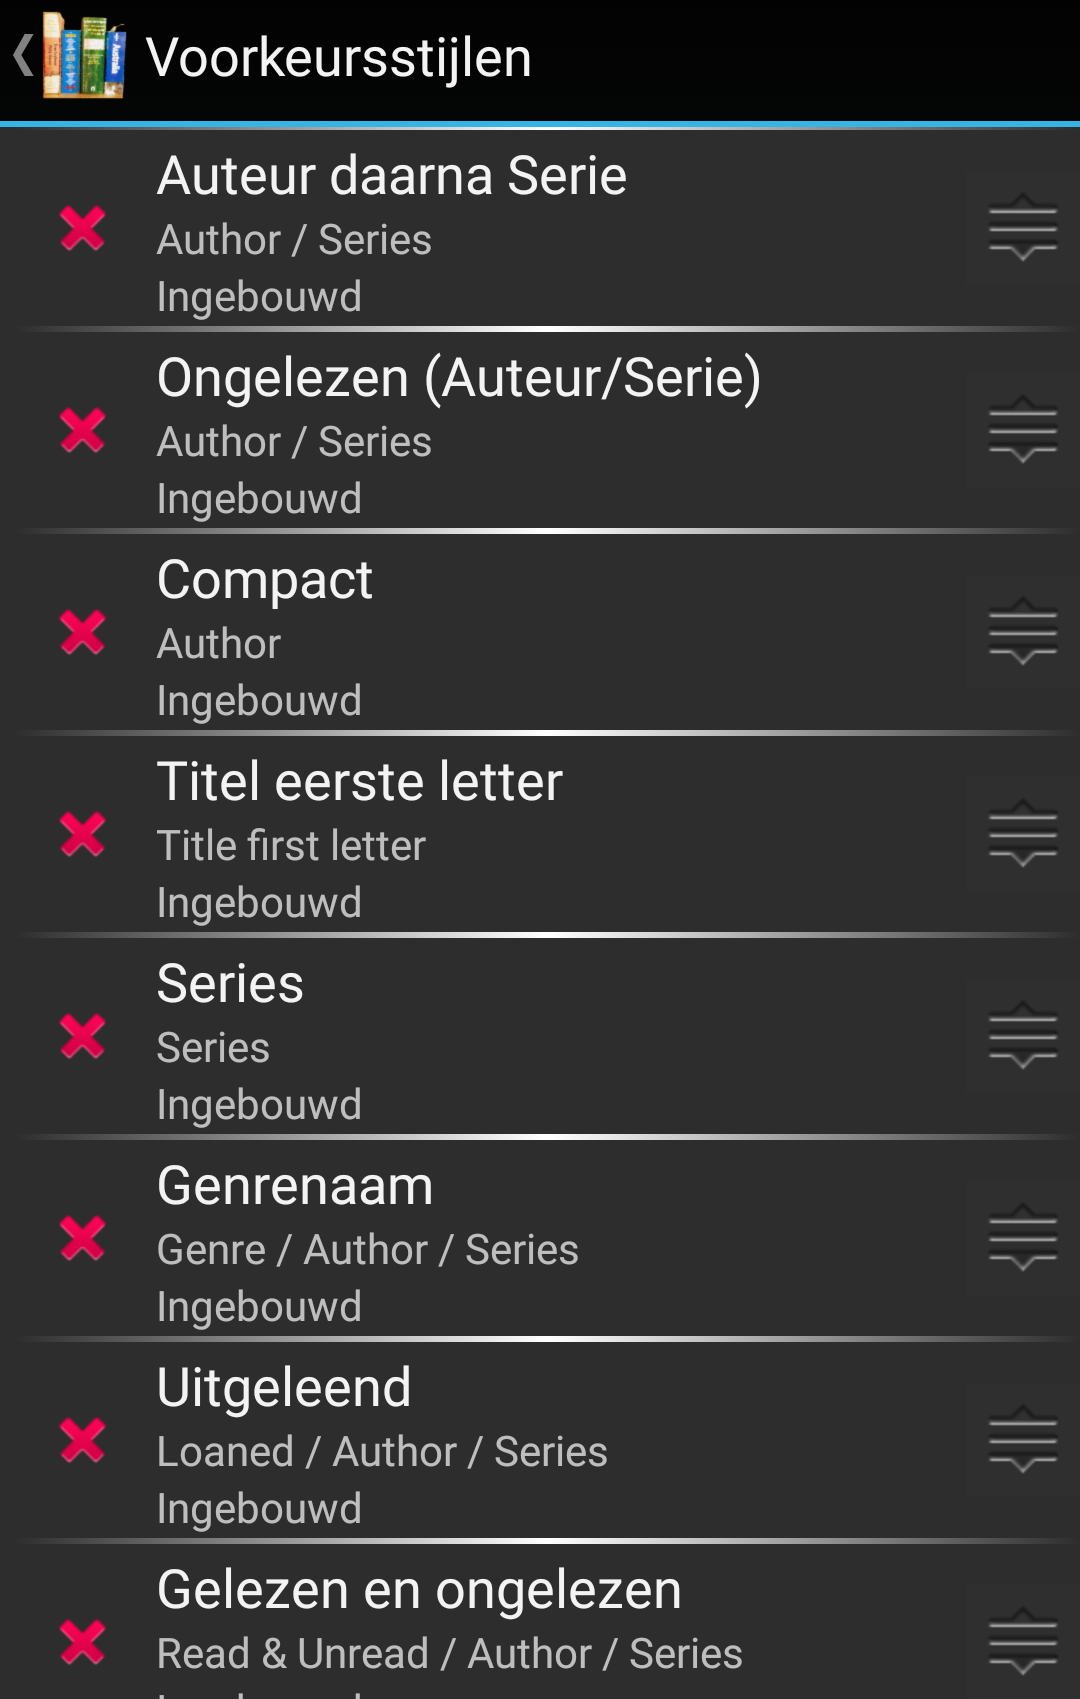 Voorkeursstijlen
Auteur daarna Serie
Author / Series
Ingebouwd
Ongelezen (Auteur/Serie)
Author / Series
Ingebouwd
Compact
Author
Ingebouwd
Titel eerste letter
Title first letter
Ingebouwd
Series
Series
Ingebouwd
Genrenaam
Genre / Author / Series
Ingebouwd
Uitgeleend
Loaned / Author / Series
Ingebouwd
Gelezen en ongelezen
Read & Unread / Author / Series